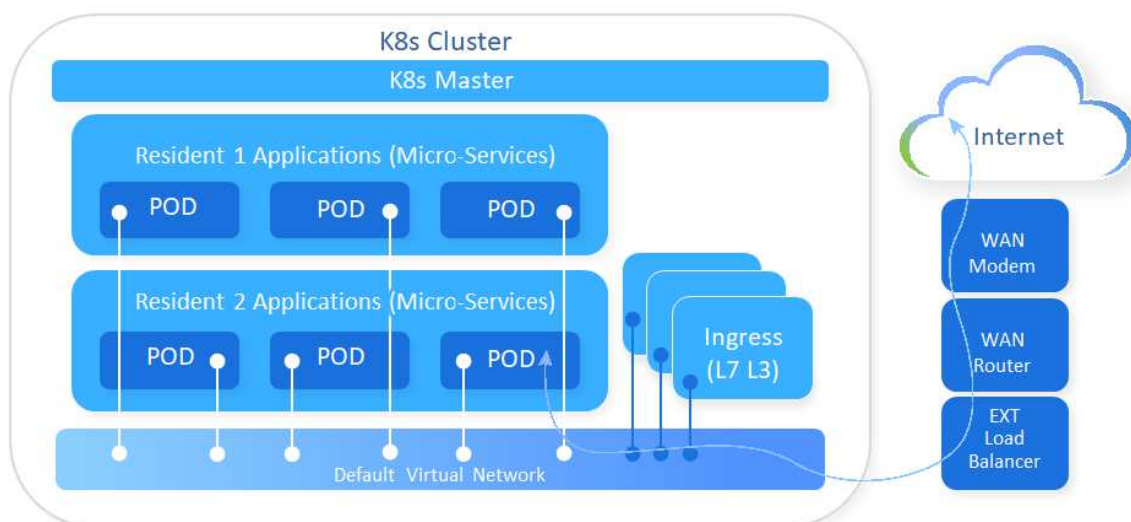 K8s Cluster
K8s Master
Resident 1 Applications (Micro-Services)
POD
POD
POD
Resident 2 Applications (Micro-Services)
POD
POD
POD
Ingress
(L7 L3)
Default Virtual Network
Internet
WAN
Modem
WAN
Router
EXT
Load
Balancer